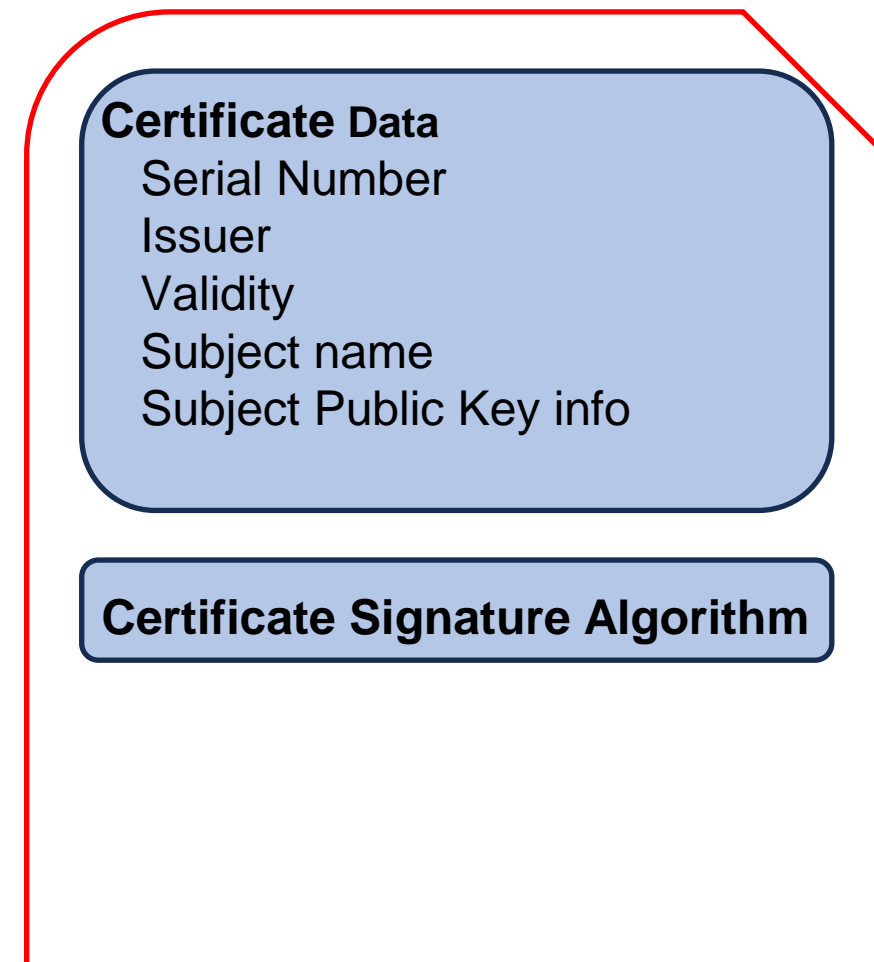 Certificate Data
Serial Number
Issuer
Validity
Subject name
Subject Public Key info
Certificate Signature Algorithm